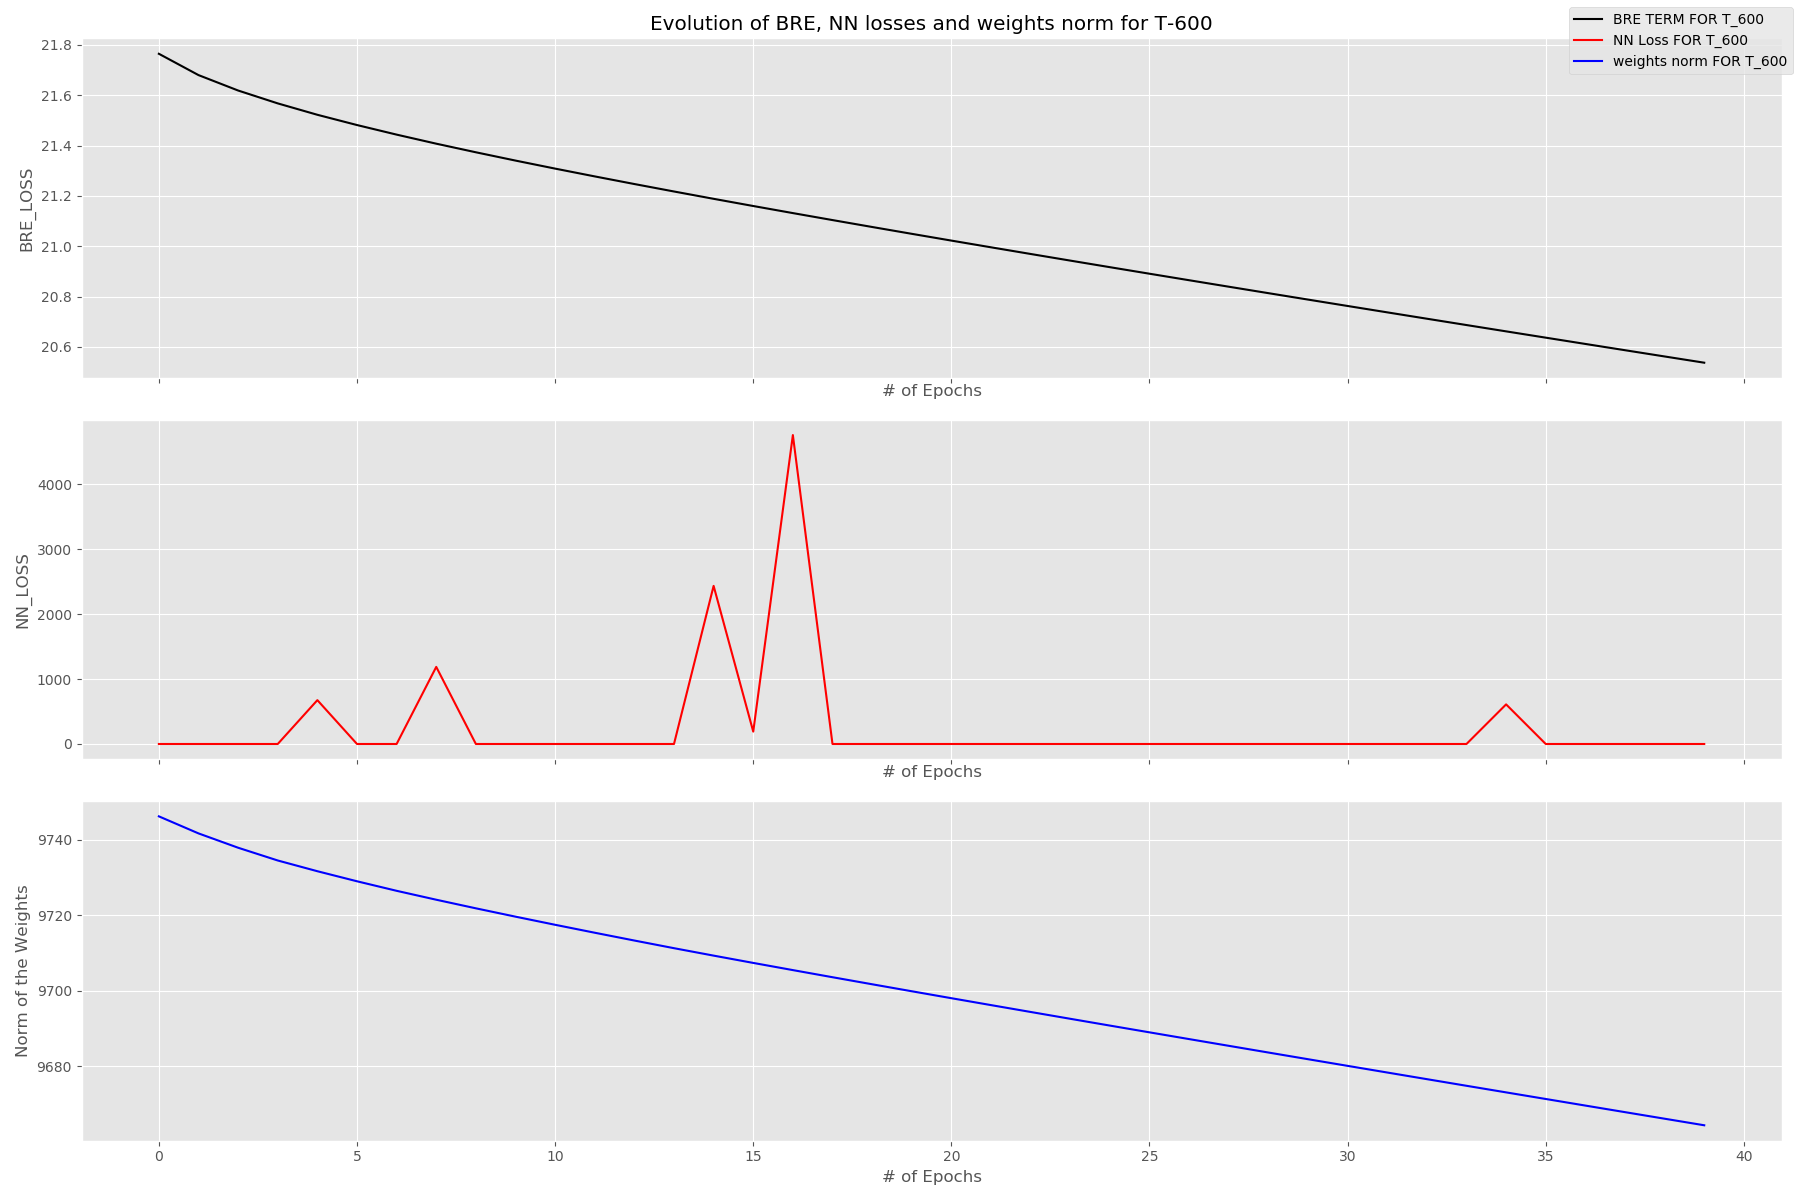 Evolution of BRE, NN losses and weights norm for T-600
BRE TERM FOR T_600
NN Loss FOR T_600
weights norm FOR T_600
BRE_LOSS
21.8
21.6
21.4
21.2
21.0
20.8
20.6
# of Epochs
NN_LOSS
4000
3000
2000
1000
0
# of Epochs
Norm of the Weights
9740
9720
9700
9680
0 5 10 15 20 25 30 35 40
# of Epochs